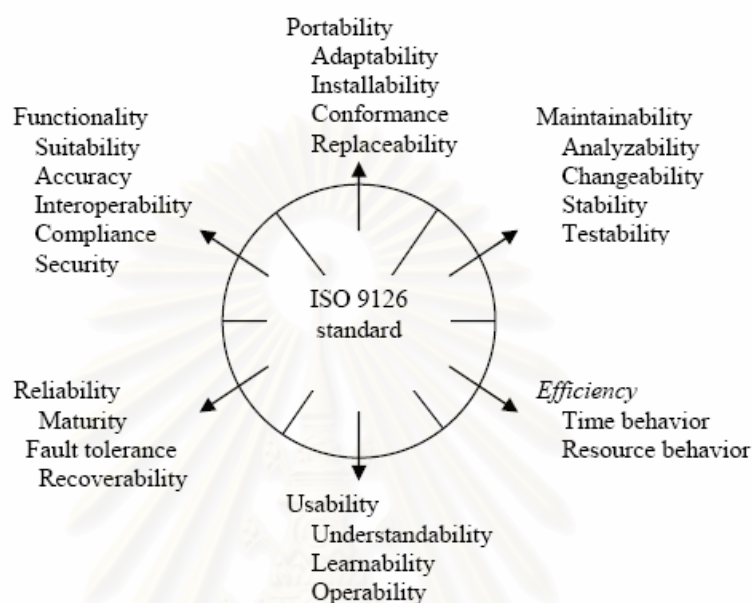 Portability
Adaptability
Installability
Conformance
Replaceability
Functionality
Suitability
Accuracy
Interoperability
Compliance
Security
Maintainability
Analyzability
Changeability
Stability
Testability
ISO 9126
standard
Reliability
Maturity
Fault tolerance
Recoverability
Efficiency
Time behavior
Resource behavior
Usability
Understandability
Learnability
Operability